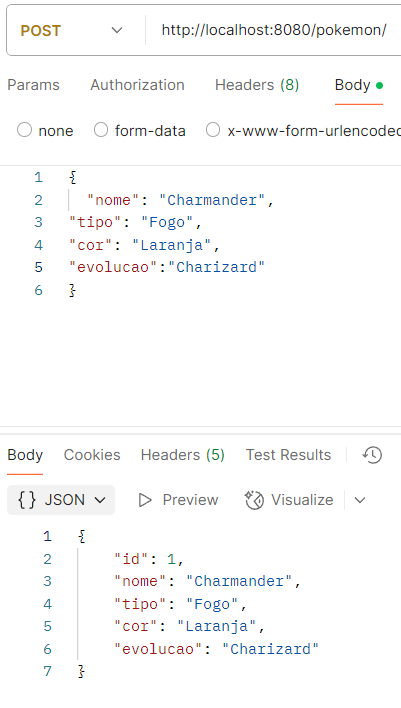 POST http://localhost:8080/pokemon/
Params Authorization Headers (8) Body
none form-data x-www-form-urlencoded
1 {
2 "nome": "Charmander",
3 "tipo": "Fogo",
4 "cor": "Laranja",
5 "evolucao":"Charizard"
6 }
Body Cookies Headers (5) Test Results
{} JSON Preview Visualize
1 {
2 "id": 1,
3 "nome": "Charmander",
4 "tipo": "Fogo",
5 "cor": "Laranja",
6 "evolucao": "Charizard"
7 }